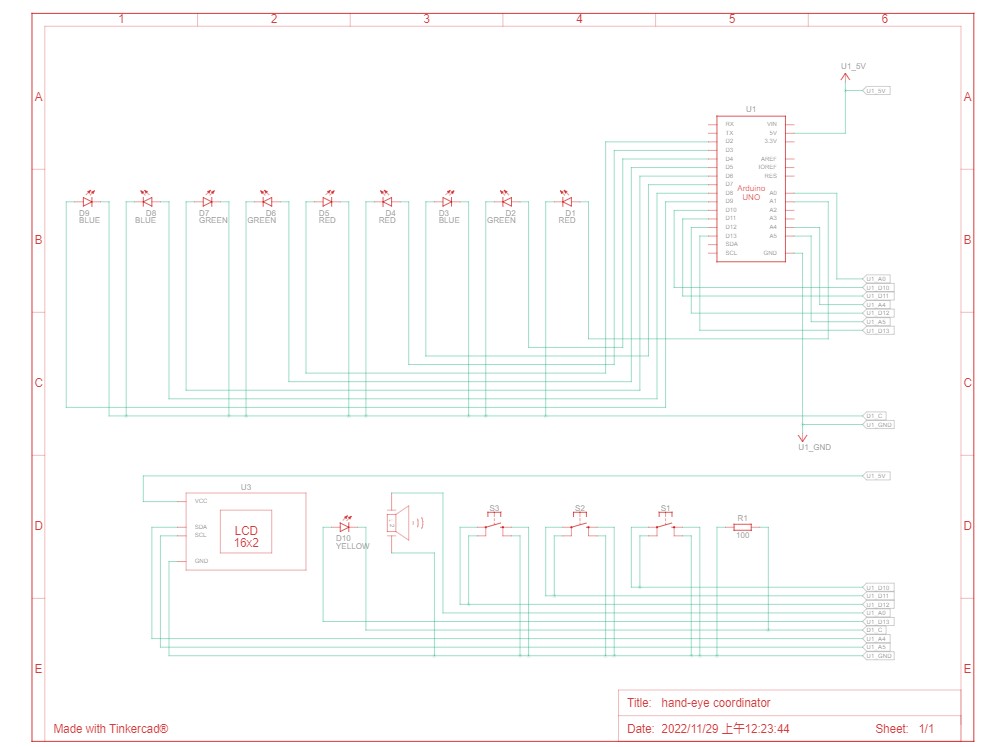 1 2 3 4 5 6
A A
U1_5V
U1_5V
U1
RX VIN
TX 5V
D2 3.3V
D3
D4 AREF
D5 IOREF
D6 RES
D7
Arduino
UNO
D8 A0
D9 A1
D10 A2
D11 A3
D12 A4
D13 A5
SDA
SCL GND
B B
D9 D8 D7 D6 D5 D4 D3 D2 D1
BLUE BLUE GREEN GREEN RED RED BLUE GREEN RED
U1_A0
U1_D10
U1_D11
U1_A4
U1_D12
U1_A5
U1_D13
C C
U1_C
U1_GND
U1_GND
U1_5V
D D
U3
VCC
SDA
SCL
GND
LCD
16x2
D10
YELLOW
S3 S2 S1 R1
100
U1_D10
U1_D11
U1_D12
U1_A0
U1_D13
U1_C
U1_A4
U1_A5
U1_GND
E E
Title: hand-eye coordinator
Made with Tinkercad®
Date: 2022/11/29 上午12:23:44 Sheet: 1/1